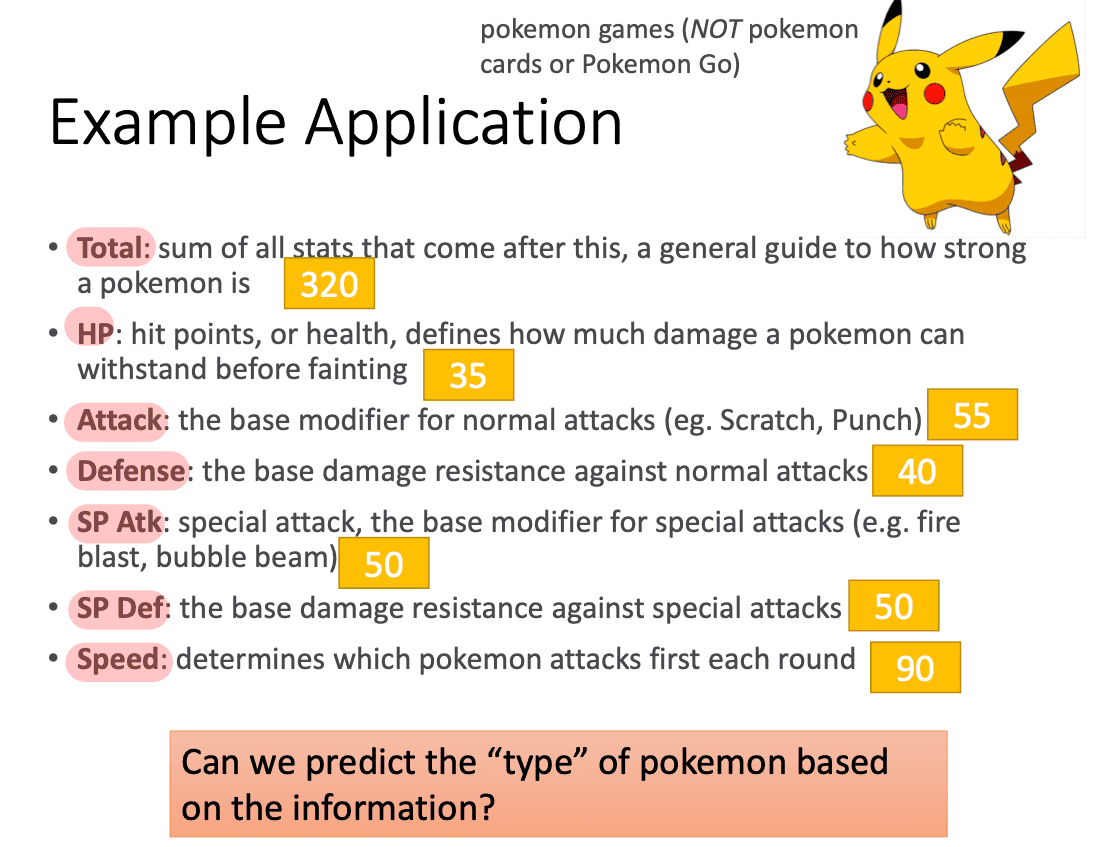 pokemon games (NOT pokemon
cards or Pokemon Go)
Example Application
• Total: sum of all stats that come after this, a general guide to how strong
a pokemon is 320
• HP: hit points, or health, defines how much damage a pokemon can
withstand before fainting 35
• Attack: the base modifier for normal attacks (eg. Scratch, Punch) 55
• Defense: the base damage resistance against normal attacks 40
• SP Atk: special attack, the base modifier for special attacks (e.g. fire
blast, bubble beam) 50
• SP Def: the base damage resistance against special attacks 50
• Speed: determines which pokemon attacks first each round 90
Can we predict the “type” of pokemon based
on the information?